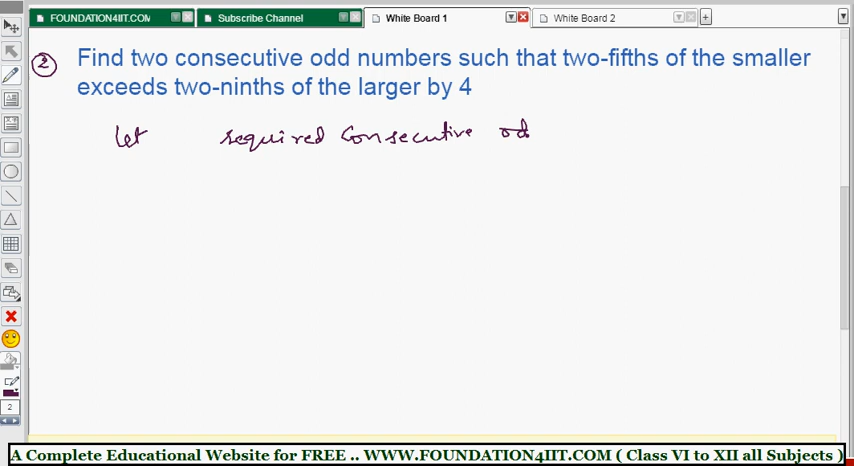 FOUNDATION4IIT.COM Subscribe Channel White Board 1 White Board 2
② Find two consecutive odd numbers such that two-fifths of the smaller
exceeds two-ninths of the larger by 4
let required consecutive od
2
A Complete Educational Website for FREE .. WWW.FOUNDATION4IIT.COM ( Class VI to XII all Subjects )